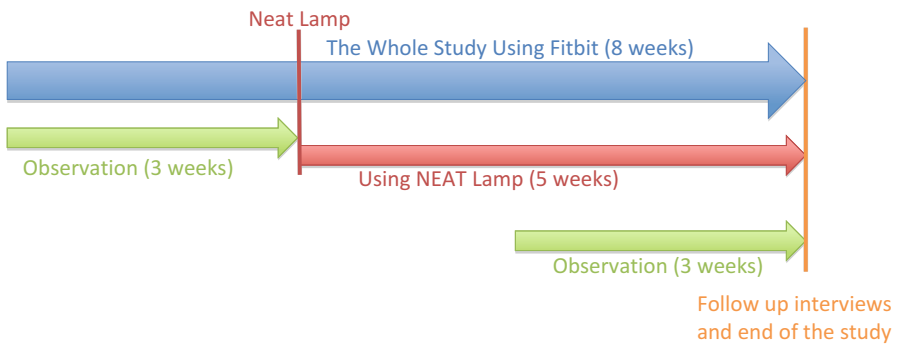 Neat Lamp
The Whole Study Using Fitbit (8 weeks)
Observation (3 weeks)
Using NEAT Lamp (5 weeks)
Observation (3 weeks)
Follow up interviews
and end of the study